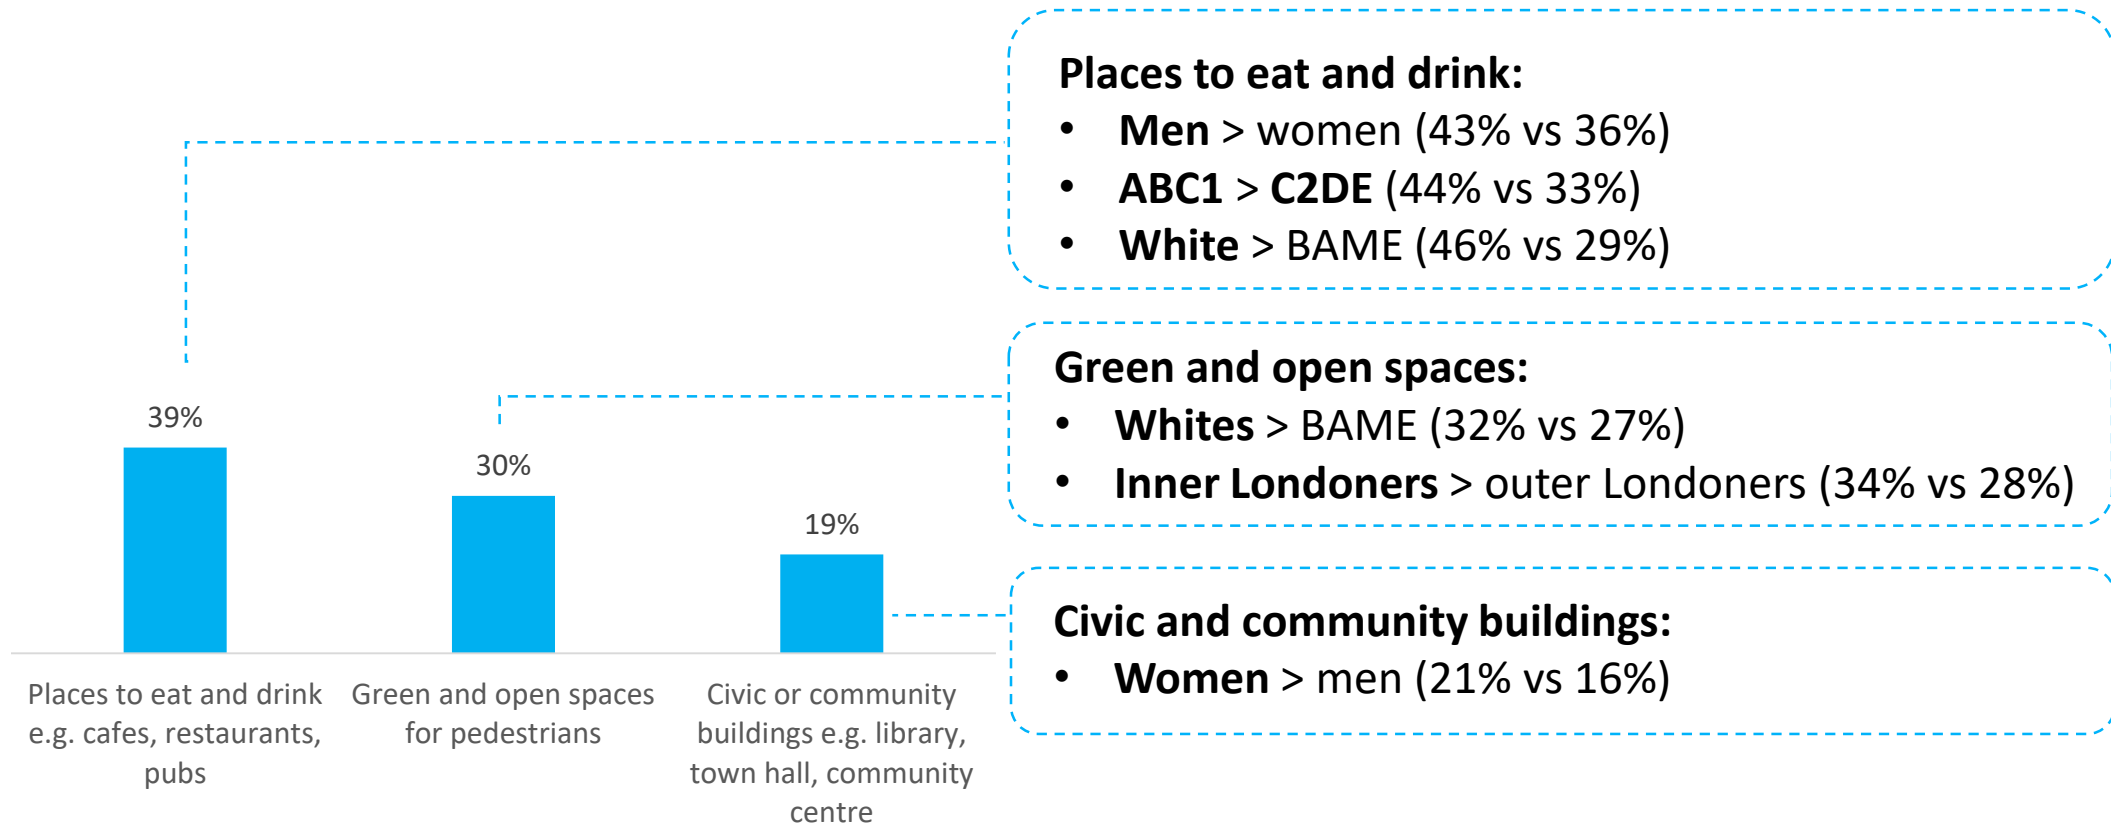 39%
30%
19%
Places to eat and drink
e.g. cafes, restaurants,
pubs
Green and open spaces
for pedestrians
Civic or community
buildings e.g. library,
town hall, community
centre
Places to eat and drink:
• Men > women (43% vs 36%)
• ABC1 > C2DE (44% vs 33%)
• White > BAME (46% vs 29%)
Green and open spaces:
• Whites > BAME (32% vs 27%)
• Inner Londoners > outer Londoners (34% vs 28%)
Civic and community buildings:
• Women > men (21% vs 16%)